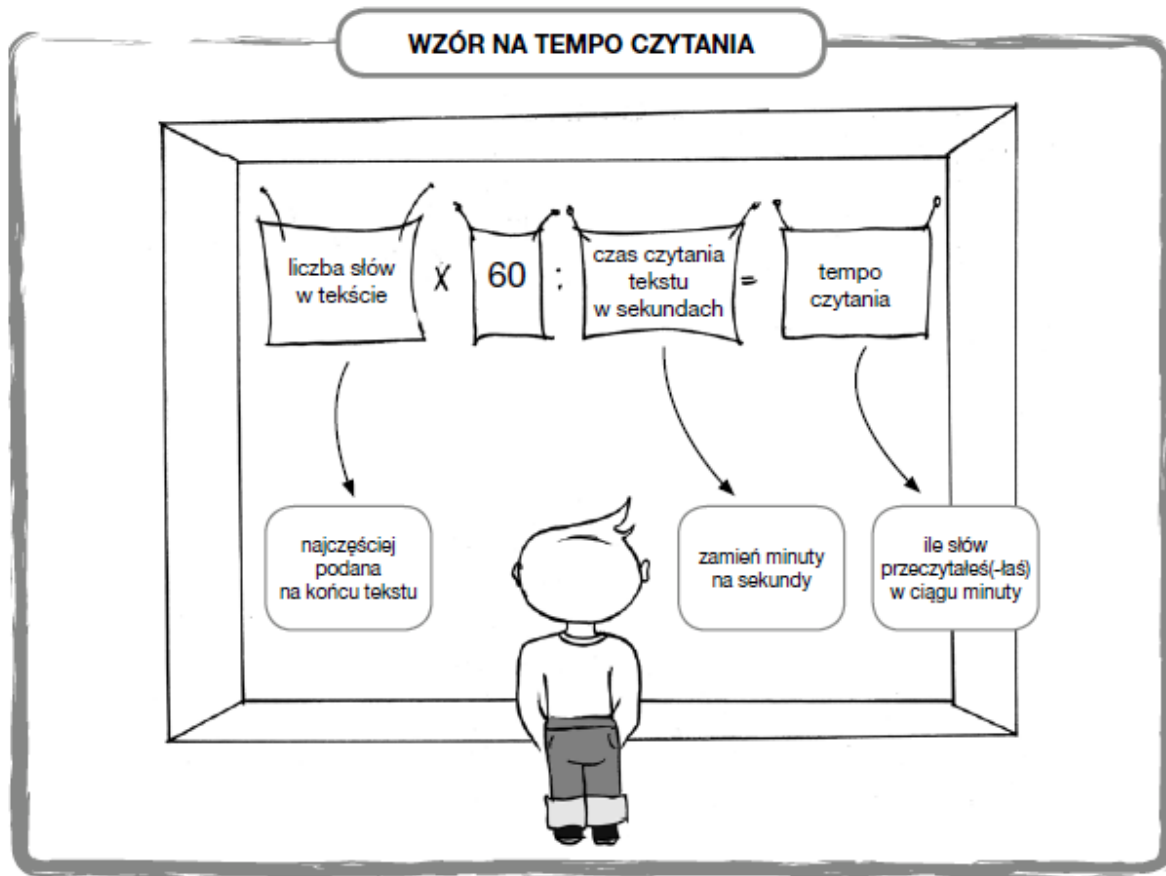 WZÓR NA TEMPO CZYTANIA
liczba słów
w tekście
X
60
:
czas czytania
tekstu
w sekundach
=
tempo
czytania
najczęściej
podana
na końcu tekstu
zamień minuty
na sekundy
ile słów
przeczytałeś(-łaś)
w ciągu minuty